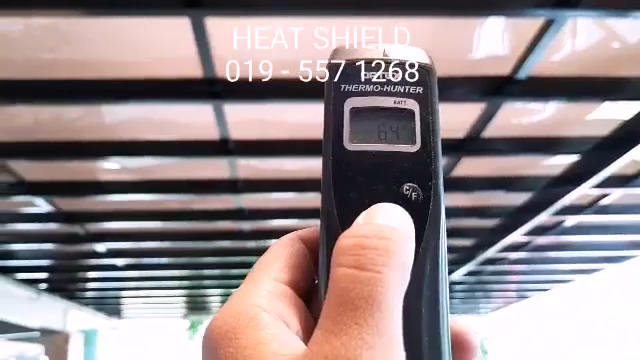 HEAT SHIELD
019 - 557 1268
THERMO-HUNTER
BATT
64
C/F